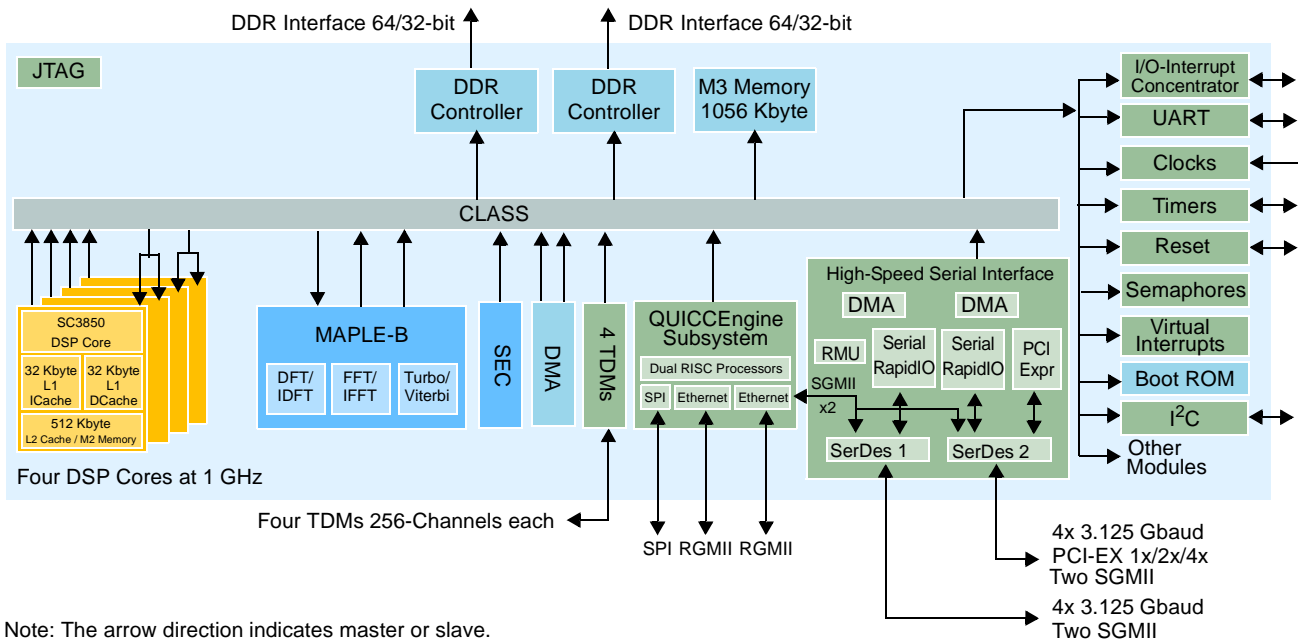 DDR Interface 64/32-bit
DDR Interface 64/32-bit
JTAG
DDR
Controller
DDR
Controller
M3 Memory
1056 Kbyte
I/O-Interrupt
Concentrator
UART
Clocks
Timers
Reset
Semaphores
Virtual
Interrupts
Boot ROM
I²C
Other
Modules
CLASS
SC3850
DSP Core
32 Kbyte
L1
ICache
32 Kbyte
L1
DCache
512 Kbyte
L2 Cache / M2 Memory
Four DSP Cores at 1 GHz
MAPLE-B
DFT/
IDFT
FFT/
IFFT
Turbo/
Viterbi
SEC
DMA
4 TDMs
QUICCEngine
Subsystem
Dual RISC Processors
SPI
Ethernet
Ethernet
High-Speed Serial Interface
DMA
DMA
RMU
Serial
RapidIO
Serial
RapidIO
PCI
Expr
SGMII
x2
SerDes 1
SerDes 2
Four TDMs 256-Channels each
SPI
RGMII
RGMII
4x 3.125 Gbaud
PCI-EX 1x/2x/4x
Two SGMII
4x 3.125 Gbaud
Two SGMII
Note: The arrow direction indicates master or slave.